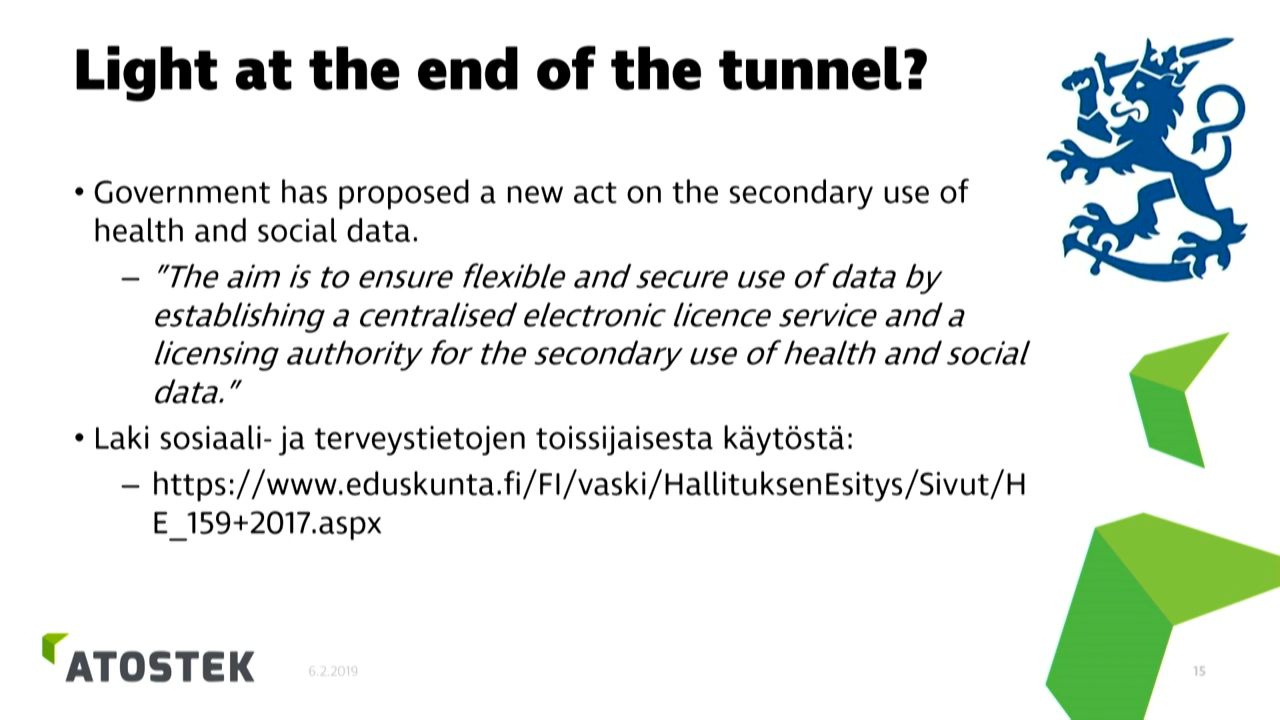 Light at the end of the tunnel?
• Government has proposed a new act on the secondary use of
health and social data.
– "The aim is to ensure flexible and secure use of data by
establishing a centralised electronic licence service and a
licensing authority for the secondary use of health and social
data."
• Laki sosiaali- ja terveystietojen toissijaisesta käytöstä:
– https://www.eduskunta.fi/FI/vaski/HallituksenEsitys/Sivut/H
E_159+2017.aspx
ATOSTEK
6.2.2019
15